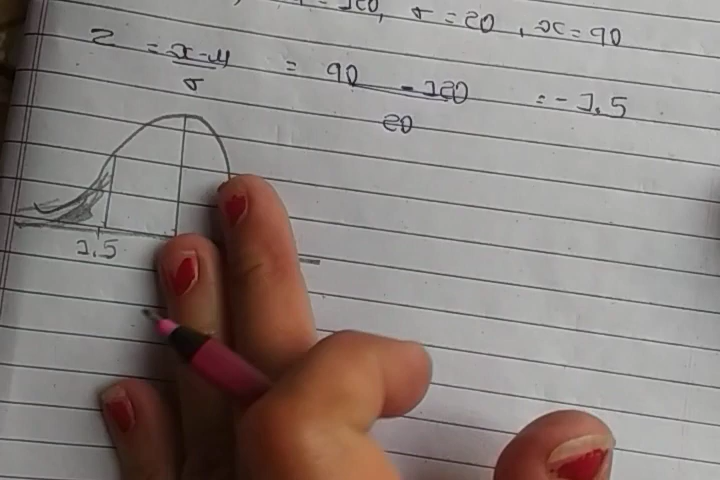 = 120, σ = 20, x = 90
z = x-μ/σ = 90 - 120/20 = -1.5
1.5